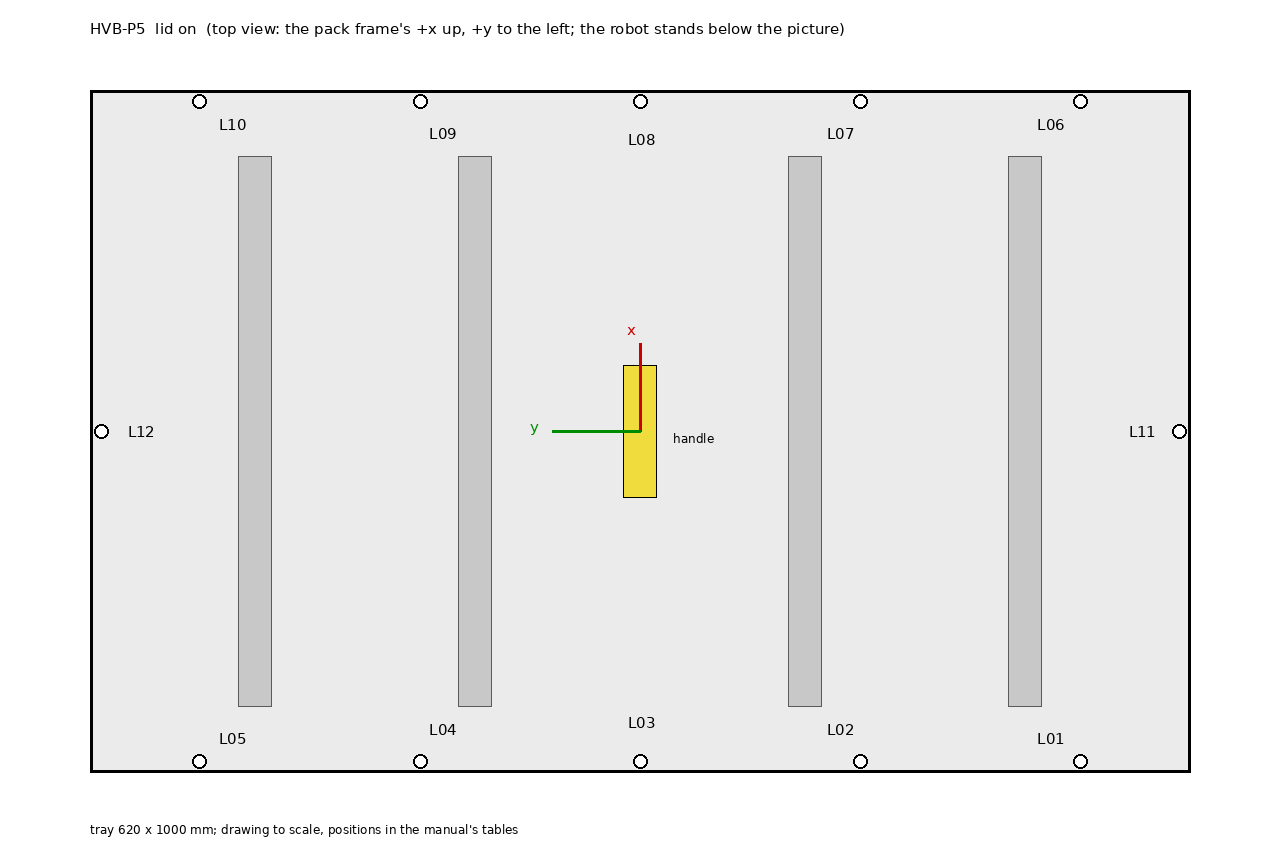 HVB-P5 lid on (top view: the pack frame's +x up, +y to the left; the robot stands below the picture)
L10
L09
L08
L07
L06
x
y
handle
L12
L11
L05
L04
L03
L02
L01
tray 620 x 1000 mm; drawing to scale, positions in the manual's tables